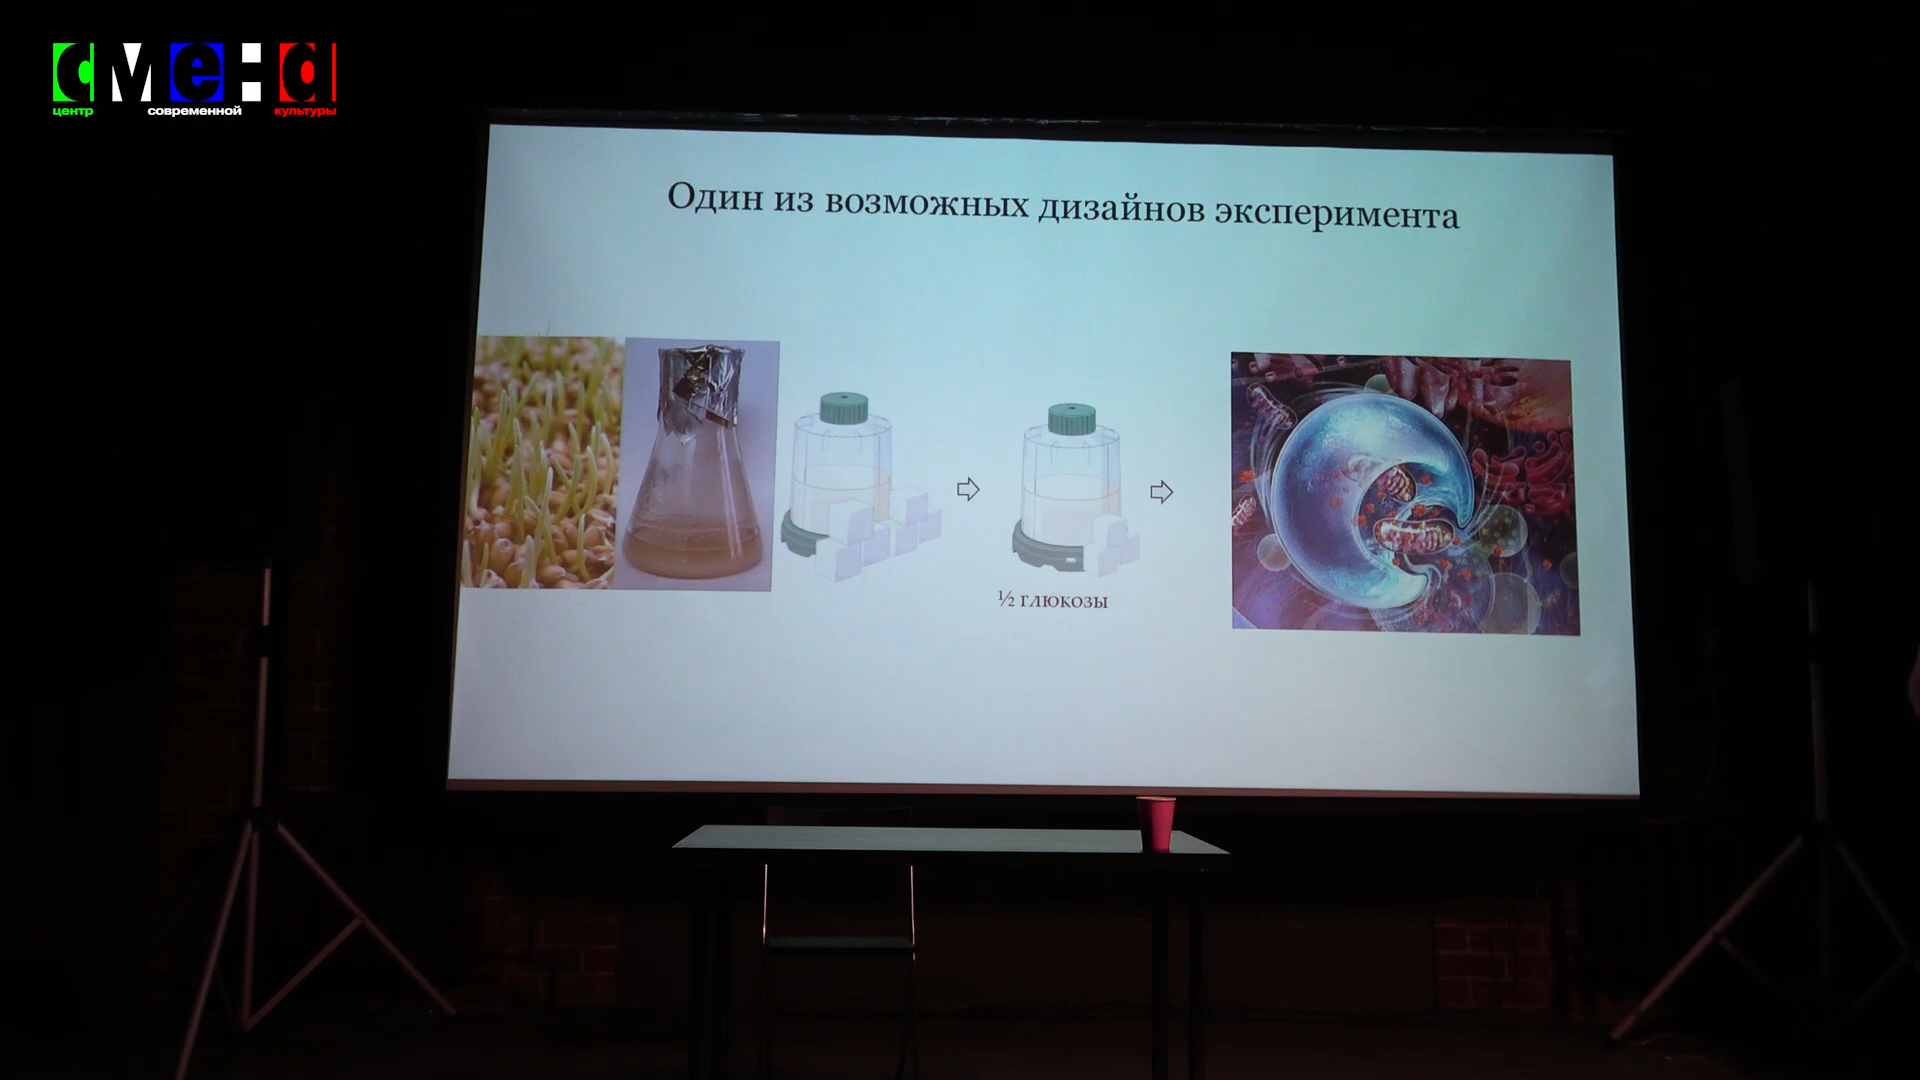 смена
центр современной культуры
Один из возможных дизайнов эксперимента
½ глюкозы